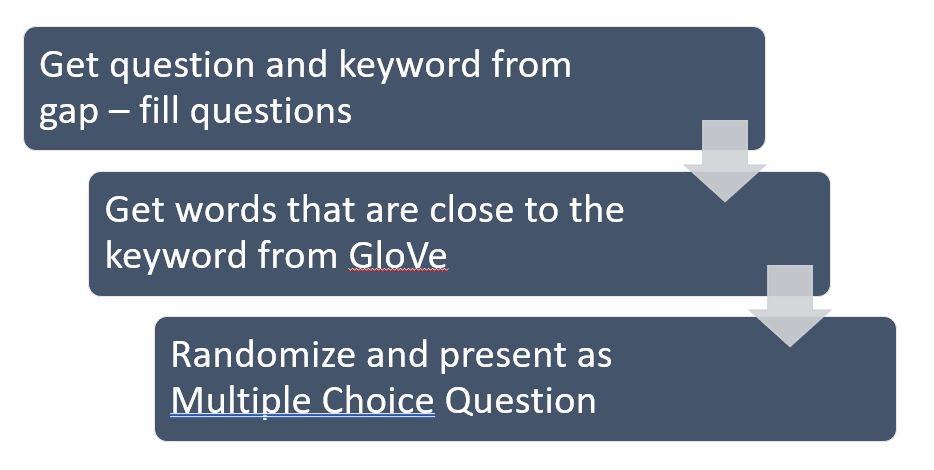 Get question and keyword from
gap – fill questions
Get words that are close to the
keyword from GloVe
Randomize and present as
Multiple Choice Question